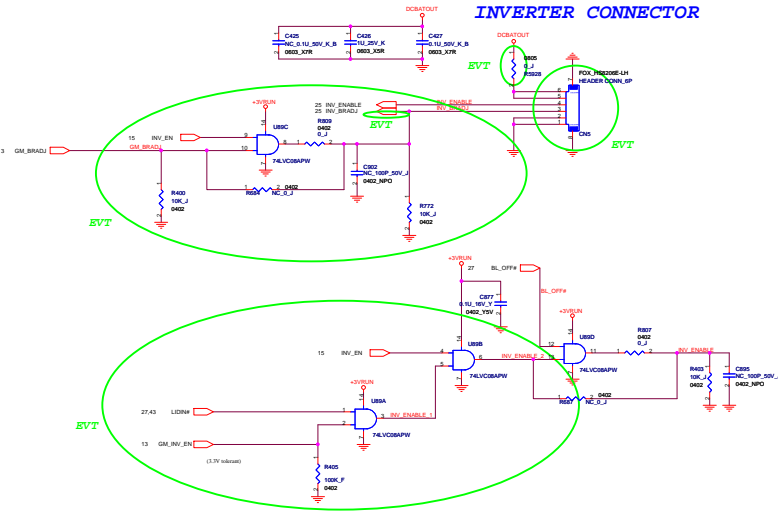 INVERTER CONNECTOR
DCBATOUT
C425
NC_0.1U_50V_K_B
0603_X7R
C426
1U_25V_K
0603_X5R
C427
0.1U_50V_K_B
0603_X7R
DCBATOUT
0805
0_J
R5928
EVT
FOX_HS8206E-LH
HEADER CONN_6P
CN5
EVT
25 INV_ENABLE
25 INV_BRADJ
INV_ENABLE
INV_BRADJ
EVT
+3VRUN
U89C
R809
0402
0_J
15 INV_EN
3 GM_BRADJ
GM_BRADJ
74LVC08APW
C902
NC_100P_50V_J
0402_NPO
R400
10K_J
0402
R684
0402
NC_0_J
R772
10K_J
0402
EVT
+3VRUN
27 BL_OFF#
BL_OFF#
C877
0.1U_16V_Y
0402_Y5V
+3VRUN
U89D
R807
0402
0_J
INV_ENABLE
U89B
15 INV_EN
INV_ENABLE_2
74LVC08APW
74LVC08APW
R403
10K_J
0402
C895
NC_100P_50V_J
0402_NPO
R687
0402
NC_0_J
+3VRUN
U89A
27,43 LIDIN#
INV_ENABLE_1
74LVC08APW
EVT
13 GM_INV_EN
(3.3V tolerant)
R405
100K_F
0402